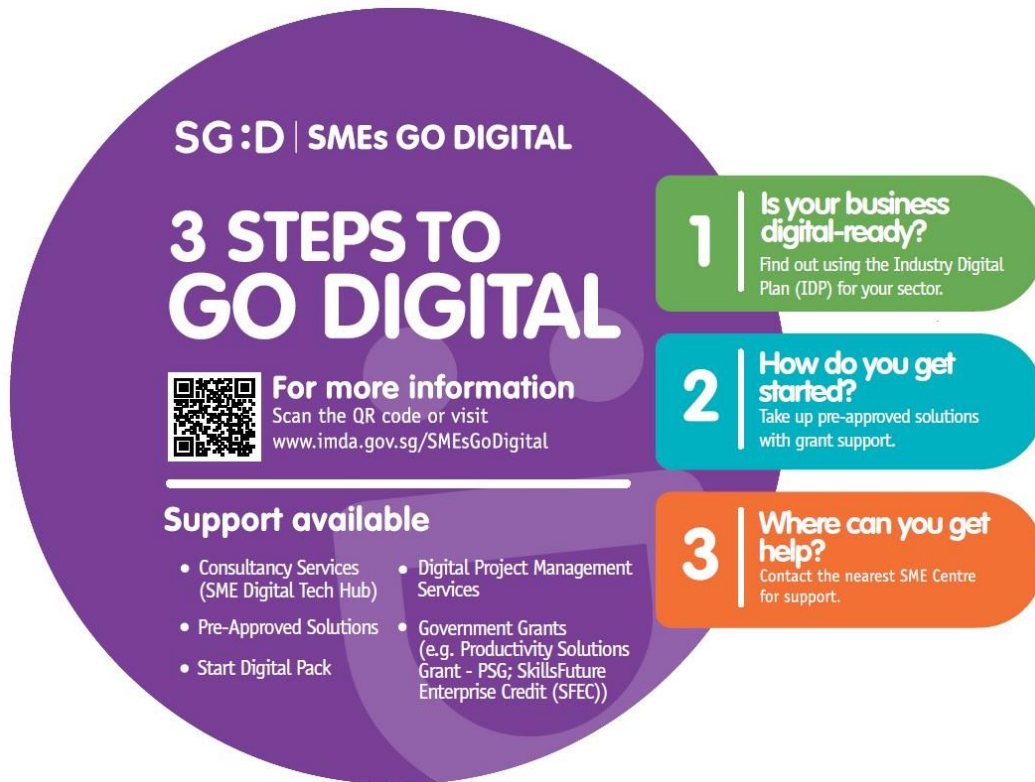 SG:D | SMEs GO DIGITAL
3 STEPS TO
GO DIGITAL
For more information
Scan the QR code or visit
www.imda.gov.sg/SMEsGoDigital
Support available
• Consultancy Services
(SME Digital Tech Hub)
• Pre-Approved Solutions
• Start Digital Pack
• Digital Project Management
Services
• Government Grants
(e.g. Productivity Solutions
Grant - PSG; SkillsFuture
Enterprise Credit (SFEC))
1
Is your business
digital-ready?
Find out using the Industry Digital
Plan (IDP) for your sector.
2
How do you get
started?
Take up pre-approved solutions
with grant support.
3
Where can you get
help?
Contact the nearest SME Centre
for support.